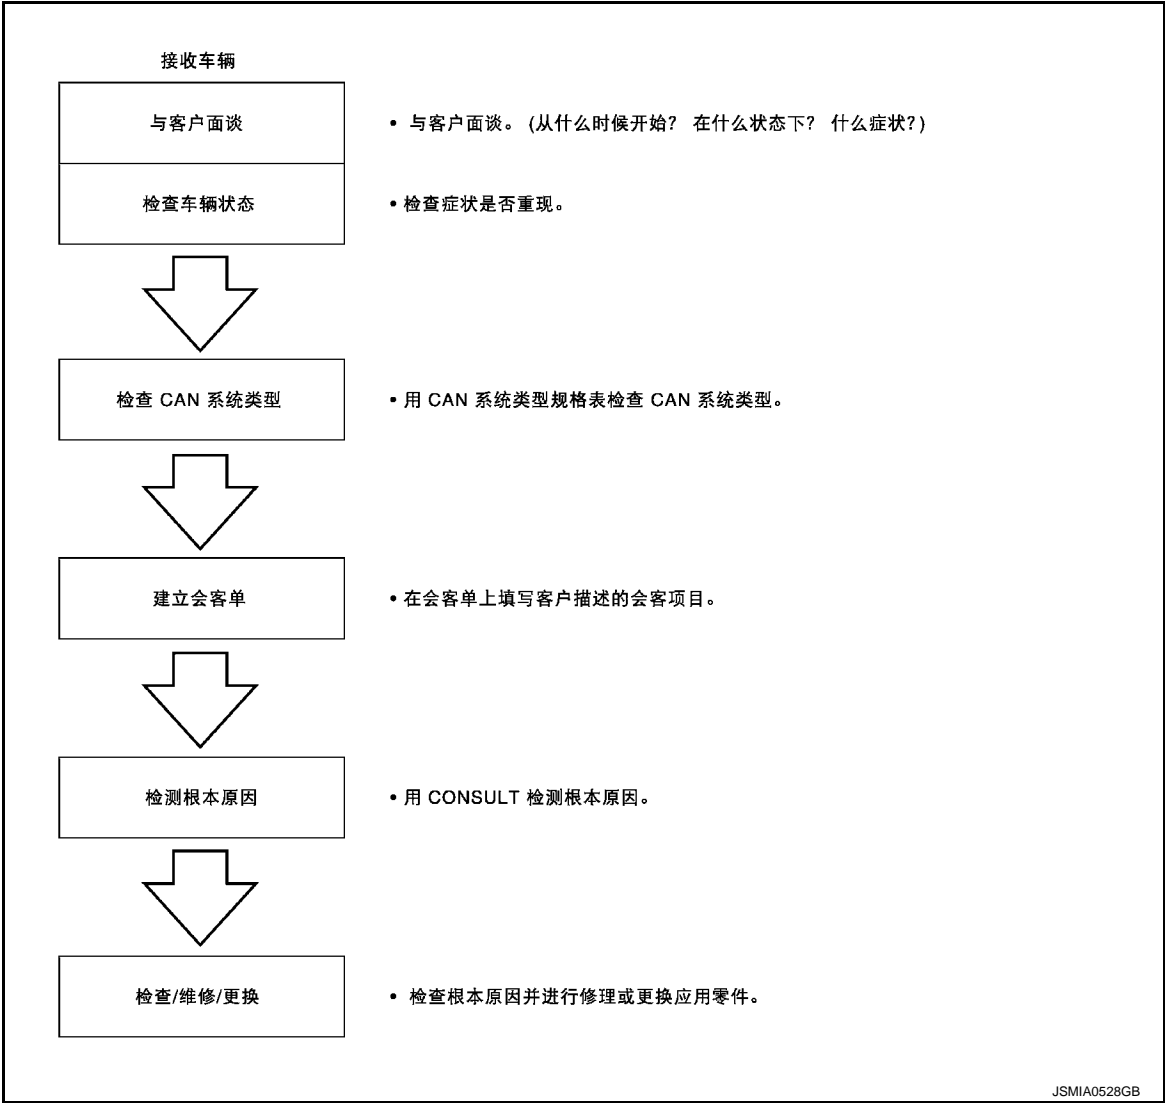 接收车辆
与客户面谈
• 与客户面谈。 (从什么时候开始? 在什么状态下? 什么症状?)
检查车辆状态
• 检查症状是否重现。
检查 CAN 系统类型
• 用 CAN 系统类型规格表检查 CAN 系统类型。
建立会客单
• 在会客单上填写客户描述的会客项目。
检测根本原因
• 用 CONSULT 检测根本原因。
检查/维修/更换
• 检查根本原因并进行修理或更换应用零件。
JSMIA0528GB